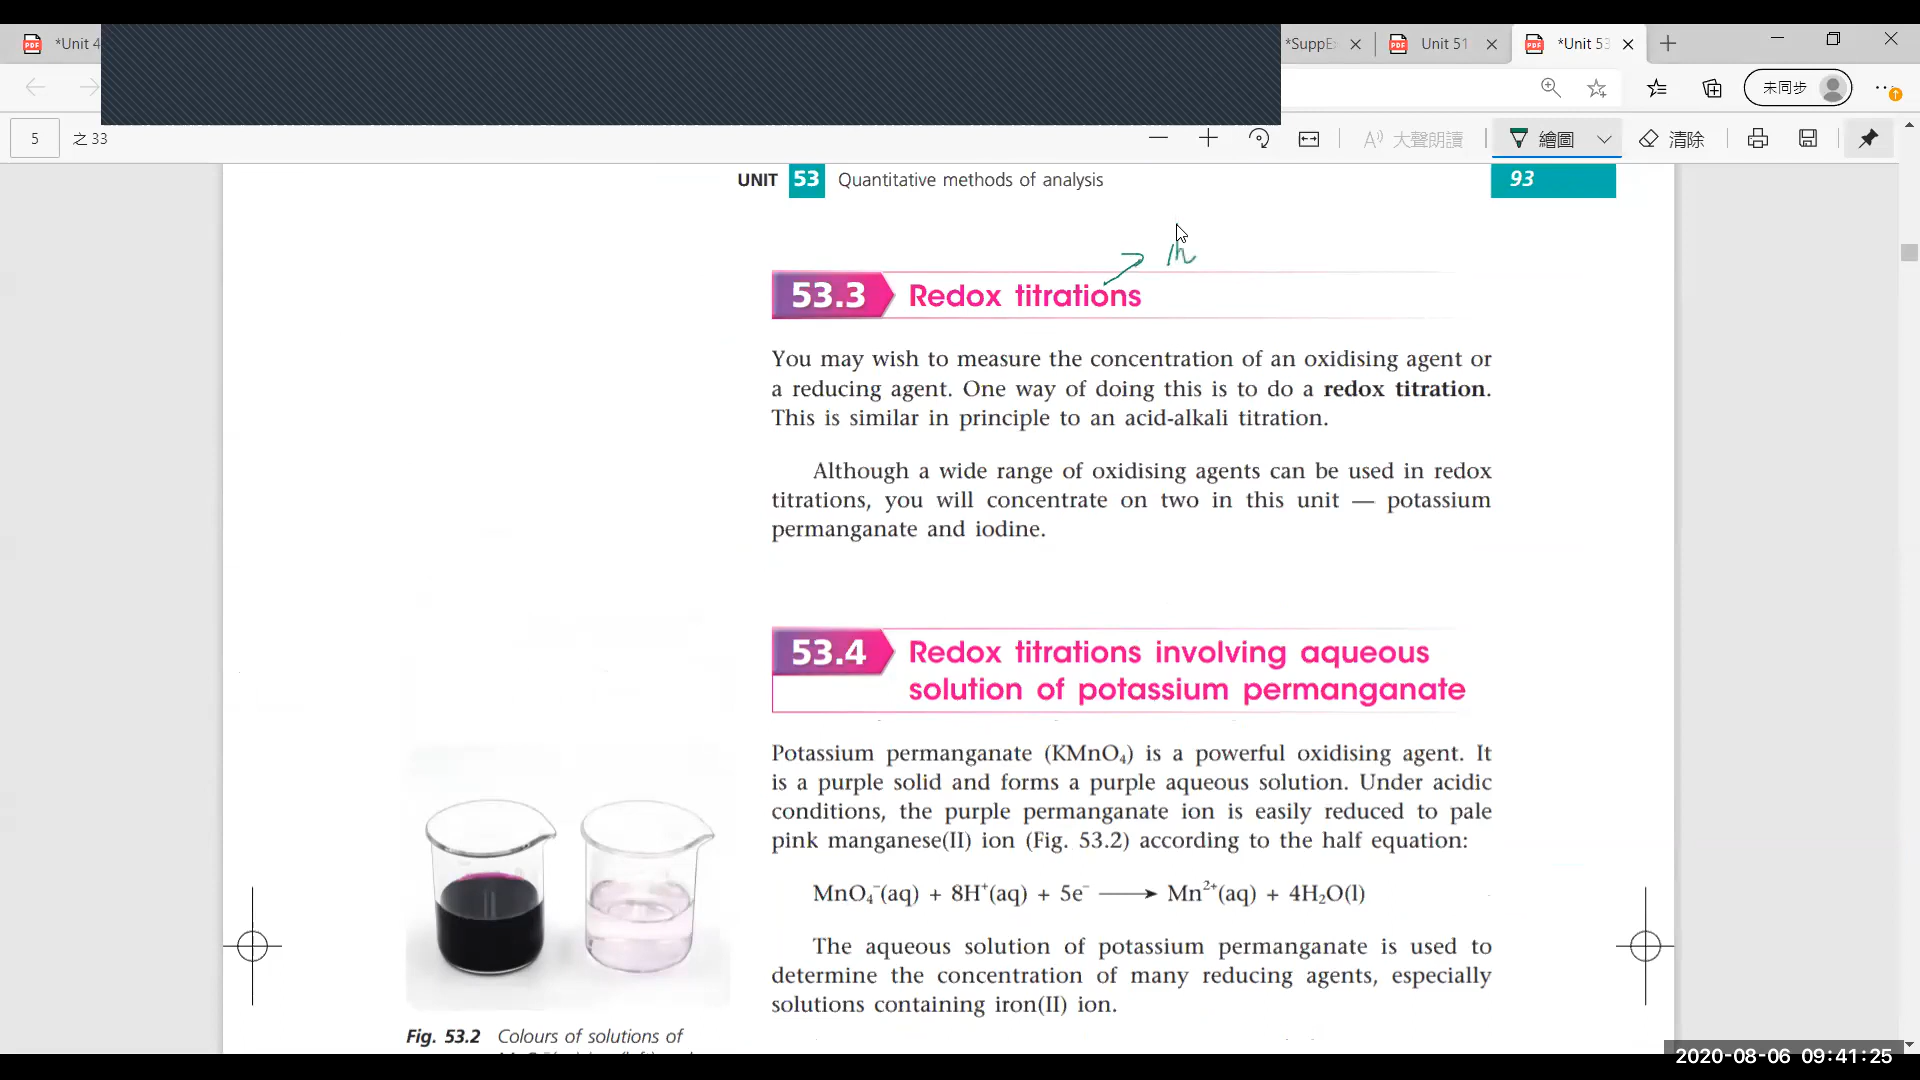 *Unit 4
*SuppEx
Unit 51
*Unit 53
未同步
5
之 33
大聲朗讀
繪圖
清除
UNIT 53 Quantitative methods of analysis
93
53.3 Redox titrations
You may wish to measure the concentration of an oxidising agent or
a reducing agent. One way of doing this is to do a redox titration.
This is similar in principle to an acid-alkali titration.
Although a wide range of oxidising agents can be used in redox
titrations, you will concentrate on two in this unit — potassium
permanganate and iodine.
53.4 Redox titrations involving aqueous
solution of potassium permanganate
Potassium permanganate (KMnO₄) is a powerful oxidising agent. It
is a purple solid and forms a purple aqueous solution. Under acidic
conditions, the purple permanganate ion is easily reduced to pale
pink manganese(II) ion (Fig. 53.2) according to the half equation:
MnO₄⁻(aq) + 8H⁺(aq) + 5e⁻ ⟶ Mn²⁺(aq) + 4H₂O(l)
The aqueous solution of potassium permanganate is used to
determine the concentration of many reducing agents, especially
solutions containing iron(II) ion.
Fig. 53.2 Colours of solutions of
2020-08-06 09:41:25